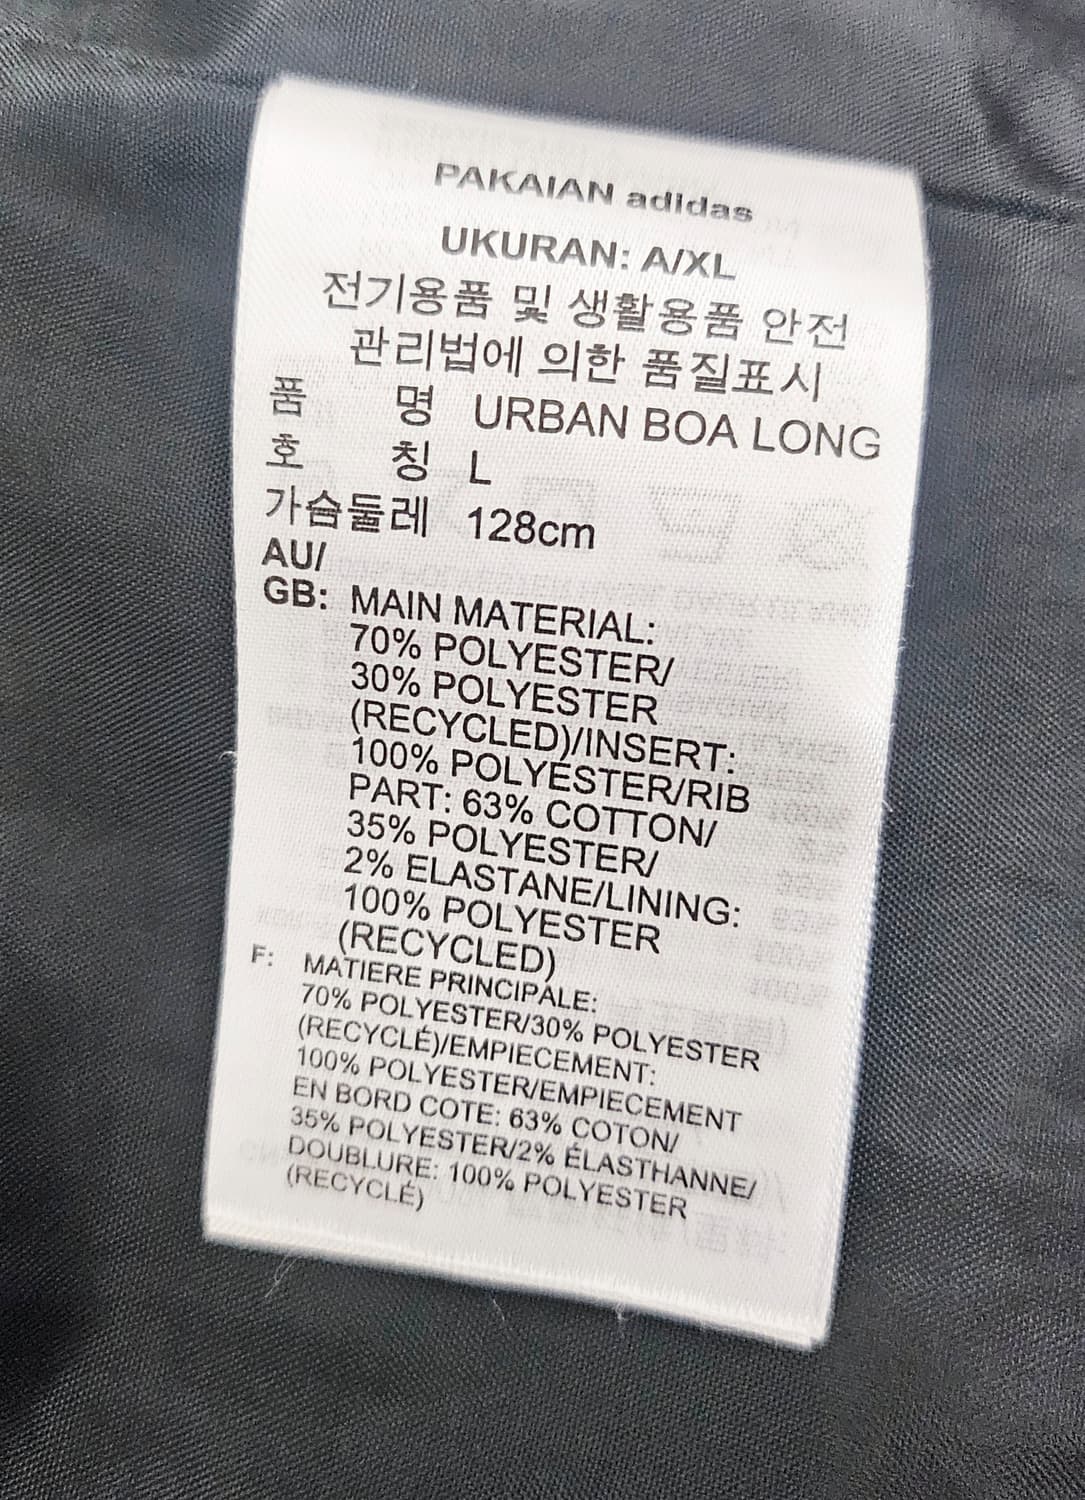 PAKAIAN adidas
UKURAN: A/XL
전기용품 및 생활용품 안전
관리법에 의한 품질표시
품 명 URBAN BOA LONG
호 칭 L
가슴둘레 128cm
AU/
GB: MAIN MATERIAL:
70% POLYESTER/
30% POLYESTER
(RECYCLED)/INSERT:
100% POLYESTER/RIB
PART: 63% COTTON/
35% POLYESTER/
2% ELASTANE/LINING:
100% POLYESTER
(RECYCLED)
F: MATIERE PRINCIPALE:
70% POLYESTER/30% POLYESTER
(RECYCLÉ)/EMPIECEMENT:
100% POLYESTER/EMPIECEMENT
EN BORD COTE: 63% COTON/
35% POLYESTER/2% ÉLASTHANNE/
DOUBLURE: 100% POLYESTER
(RECYCLÉ)